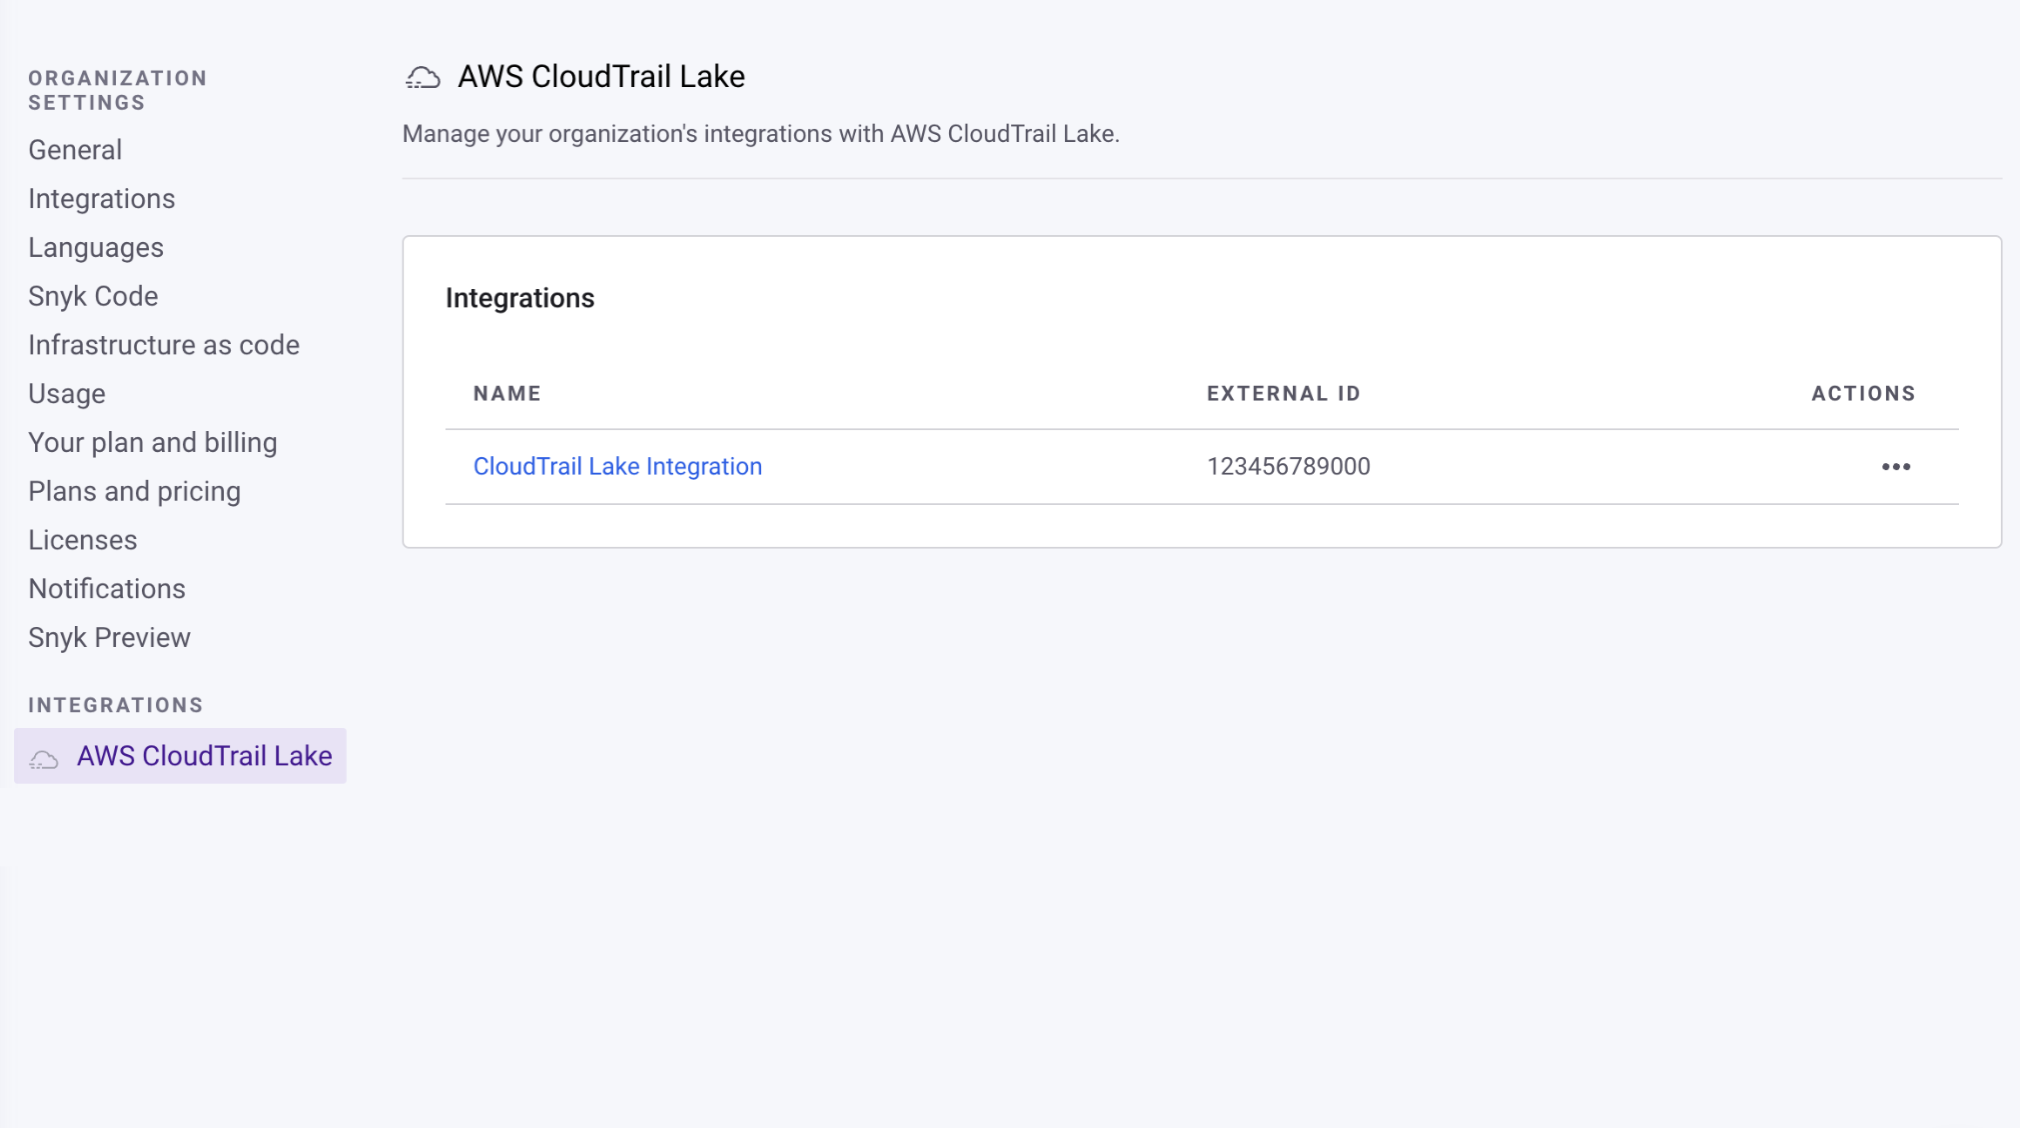 ORGANIZATION
SETTINGS
General
Integrations
Languages
Snyk Code
Infrastructure as code
Usage
Your plan and billing
Plans and pricing
Licenses
Notifications
Snyk Preview
INTEGRATIONS
AWS CloudTrail Lake
AWS CloudTrail Lake
Manage your organization's integrations with AWS CloudTrail Lake.
Integrations
NAME EXTERNAL ID ACTIONS
CloudTrail Lake Integration 123456789000